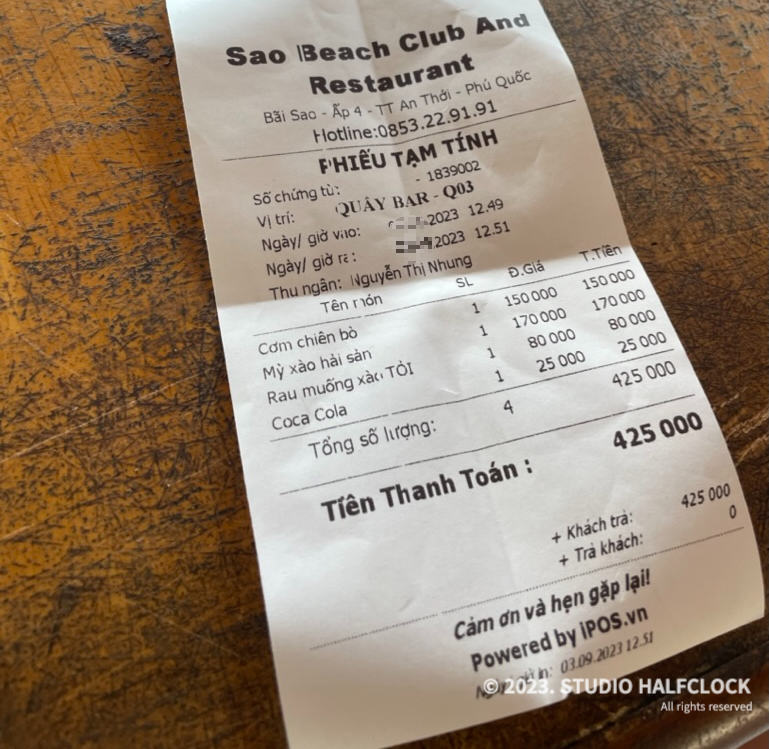 Sao Beach Club And
Restaurant
Bãi Sao - Ấp 4 - TT An Thới - Phú Quốc
Hotline:0853.22.91.91
PHIẾU TẠM TÍNH
Số chứng từ: - 1839002
Vị trí: QUẦY BAR - Q03
Ngày/ giờ vào: 2023 12.49
Ngày/ giờ ra: 2023 12.51
Thu ngân: Nguyễn Thị Nhung
Tên món SL Đ.Giá T.Tiền
Cơm chiên bò 1 150 000 150 000
Mỳ xào hải sản 1 170 000 170 000
Rau muống xào TỎI 1 80 000 80 000
Coca Cola 1 25 000 25 000
Tổng số lượng: 4 425 000
Tiền Thanh Toán : 425 000
+ Khách trả: 425 000
+ Trả khách: 0
Cảm ơn và hẹn gặp lại!
Powered by iPOS.vn
in: 03.09.2023 12.51
© 2023. STUDIO HALFCLOCK
All rights reserved